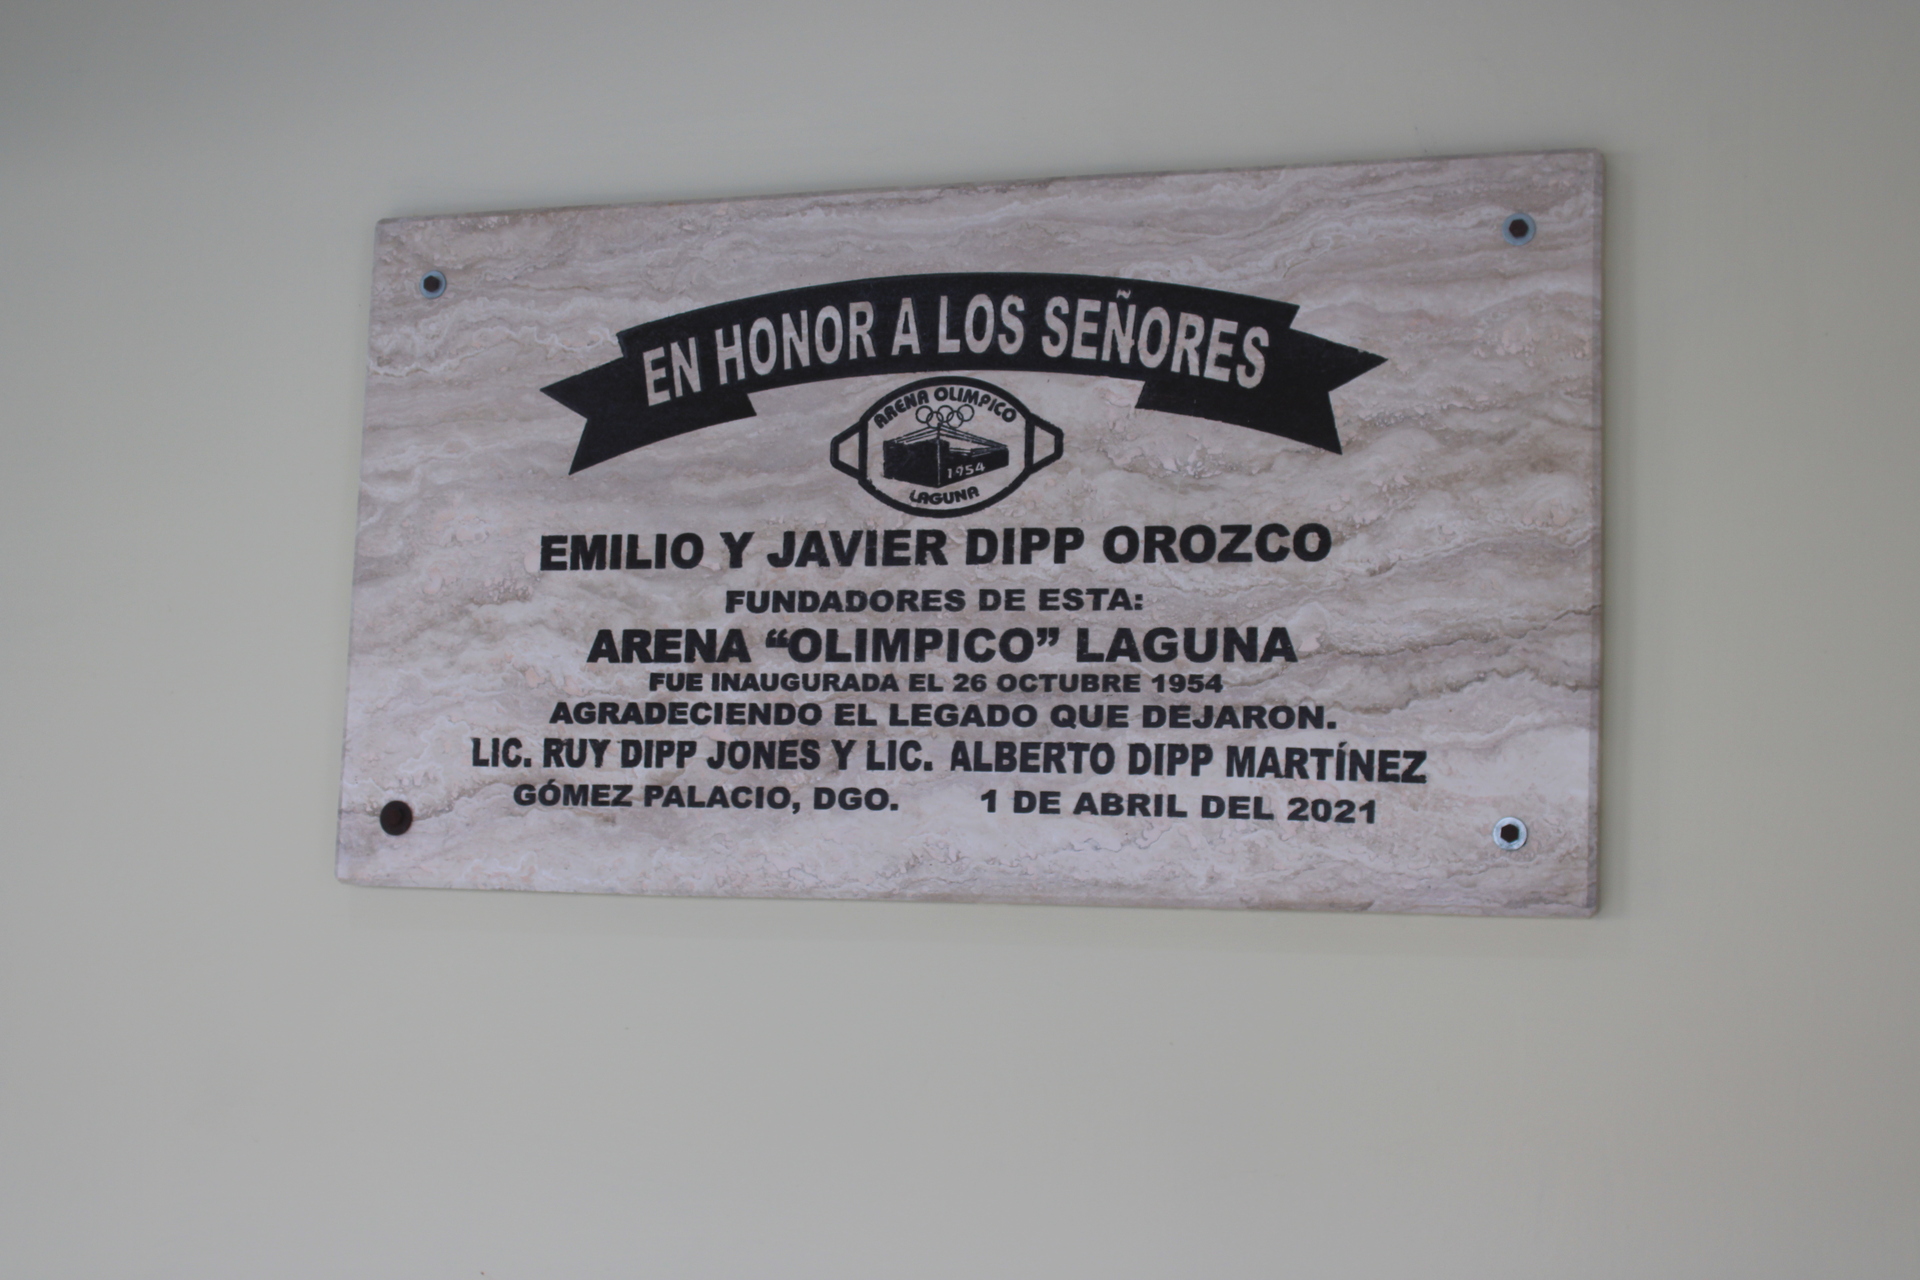 EN HONOR A LOS SEÑORES
ARENA OLIMPICO
1954
LAGUNA
EMILIO Y JAVIER DIPP OROZCO
FUNDADORES DE ESTA:
ARENA “OLIMPICO” LAGUNA
FUE INAUGURADA EL 26 OCTUBRE 1954
AGRADECIENDO EL LEGADO QUE DEJARON.
LIC. RUY DIPP JONES Y LIC. ALBERTO DIPP MARTÍNEZ
GÓMEZ PALACIO, DGO. 1 DE ABRIL DEL 2021